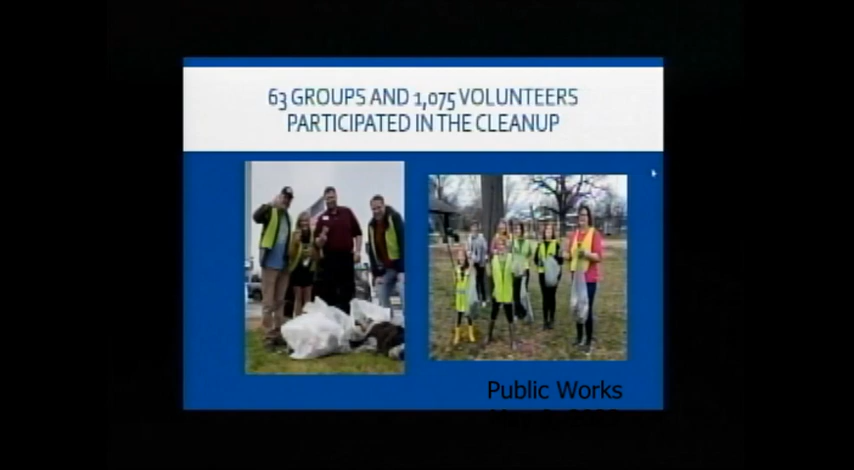 63 GROUPS AND 1,075 VOLUNTEERS
PARTICIPATED IN THE CLEANUP
Public Works